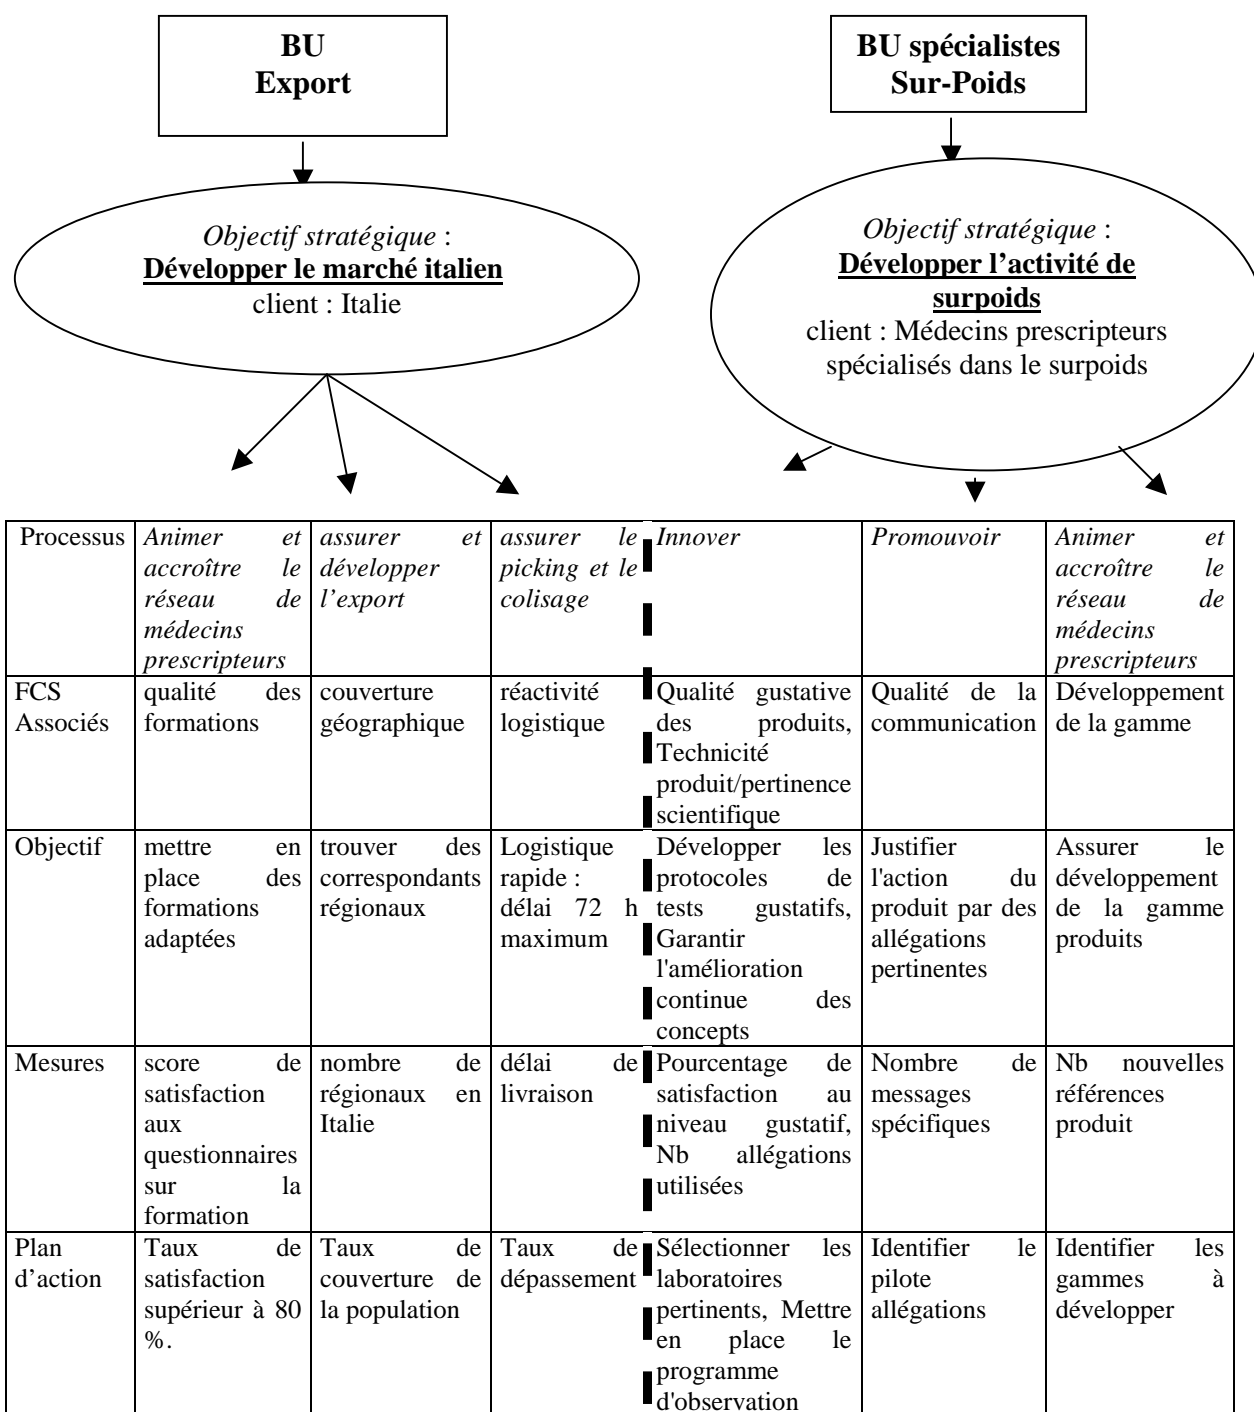 BU
Export
BU spécialistes
Sur-Poids
Objectif stratégique :
Développer le marché italien
client : Italie
Objectif stratégique :
Développer l’activité de
surpoids
client : Médecins prescripteurs
spécialisés dans le surpoids
Processus
Animer et
accroître le
réseau de
médecins
prescripteurs
assurer et
développer
l’export
assurer le
picking et le
colisage
Innover
Promouvoir
Animer et
accroître le
réseau de
médecins
prescripteurs
FCS
Associés
qualité des
formations
couverture
géographique
réactivité
logistique
Qualité gustative
des produits,
Technicité
produit/pertinence
scientifique
Qualité de la
communication
Développement
de la gamme
Objectif
mettre en
place des
formations
adaptées
trouver des
correspondants
régionaux
Logistique
rapide :
délai 72 h
maximum
Développer les
protocoles de
tests gustatifs,
Garantir
l'amélioration
continue des
concepts
Justifier
l'action du
produit par des
allégations
pertinentes
Assurer le
développement
de la gamme
produits
Mesures
score de
satisfaction
aux
questionnaires
sur la
formation
nombre de
régionaux en
Italie
délai de
livraison
Pourcentage de
satisfaction au
niveau gustatif,
Nb allégations
utilisées
Nombre de
messages
spécifiques
Nb nouvelles
références
produit
Plan
d’action
Taux de
satisfaction
supérieur à 80
%.
Taux de
couverture de
la population
Taux de
dépassement
Sélectionner les
laboratoires
pertinents, Mettre
en place le
programme
d'observation
Identifier le
pilote
allégations
Identifier les
gammes à
développer